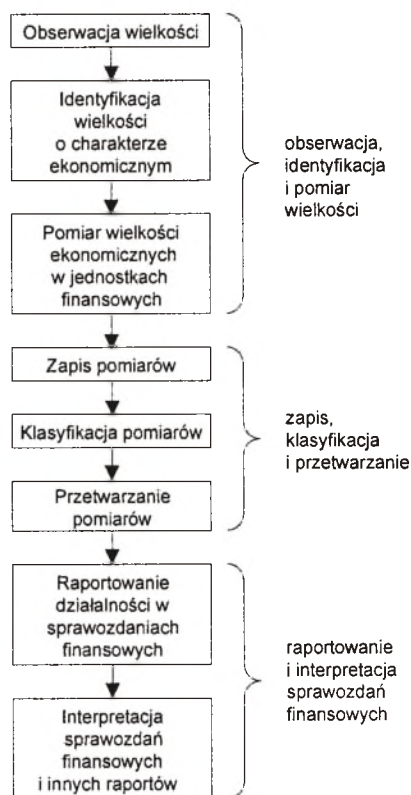 Obserwacja wielkości
Identyfikacja
wielkości
o charakterze
ekonomicznym
Pomiar wielkości
ekonomicznych
w jednostkach
finansowych
obserwacja,
identyfikacja
i pomiar
wielkości
Zapis pomiarów
Klasyfikacja pomiarów
Przetwarzanie
pomiarów
zapis,
klasyfikacja
i przetwarzanie
Raportowanie
działalności w
sprawozdaniach
finansowych
Interpretacja
sprawozdań
finansowych
i innych raportów
raportowanie
i interpretacja
sprawozdań
finansowych